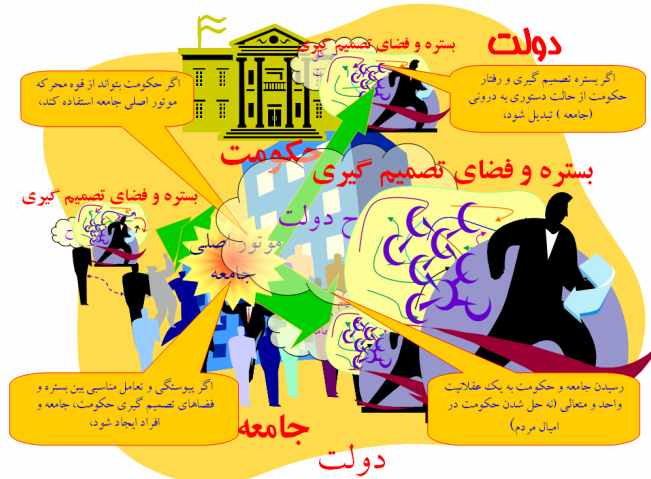 دولت
بستره و فضای تصمیم گیری
اگر حکومت بتواند از قوه محرکه
موتور اصلی جامعه استفاده کند،
اگر بستره تصمیم گیری و رفتار
حکومت از حالت دستوری به درونی
(جامعه ) تبدیل شود،
حکومت
بستره و فضای تصمیم گیری
بستره و فضای تصمیم گیری
ح دولت
موتور اصلی
جامعه
اگر پیوستگی و تعامل مناسبی بین بستره و
فضاهای تصمیم گیری حکومت، جامعه و
افراد ایجاد شود،
رسیدن جامعه و حکومت به یک عقلانیت
واحد و متعالی (نه حل شدن حکومت در
امیال مردم)
جامعه
دولت